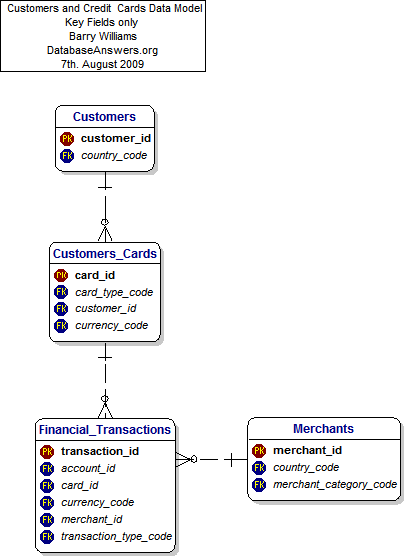 Customers and Credit Cards Data Model
Key Fields only
Barry Williams
DatabaseAnswers.org
7th. August 2009
Customers
PK customer_id
FK country_code
Customers_Cards
PK card_id
FK card_type_code
FK customer_id
FK currency_code
Financial_Transactions
PK transaction_id
FK account_id
FK card_id
FK currency_code
FK merchant_id
FK transaction_type_code
Merchants
PK merchant_id
FK country_code
FK merchant_category_code